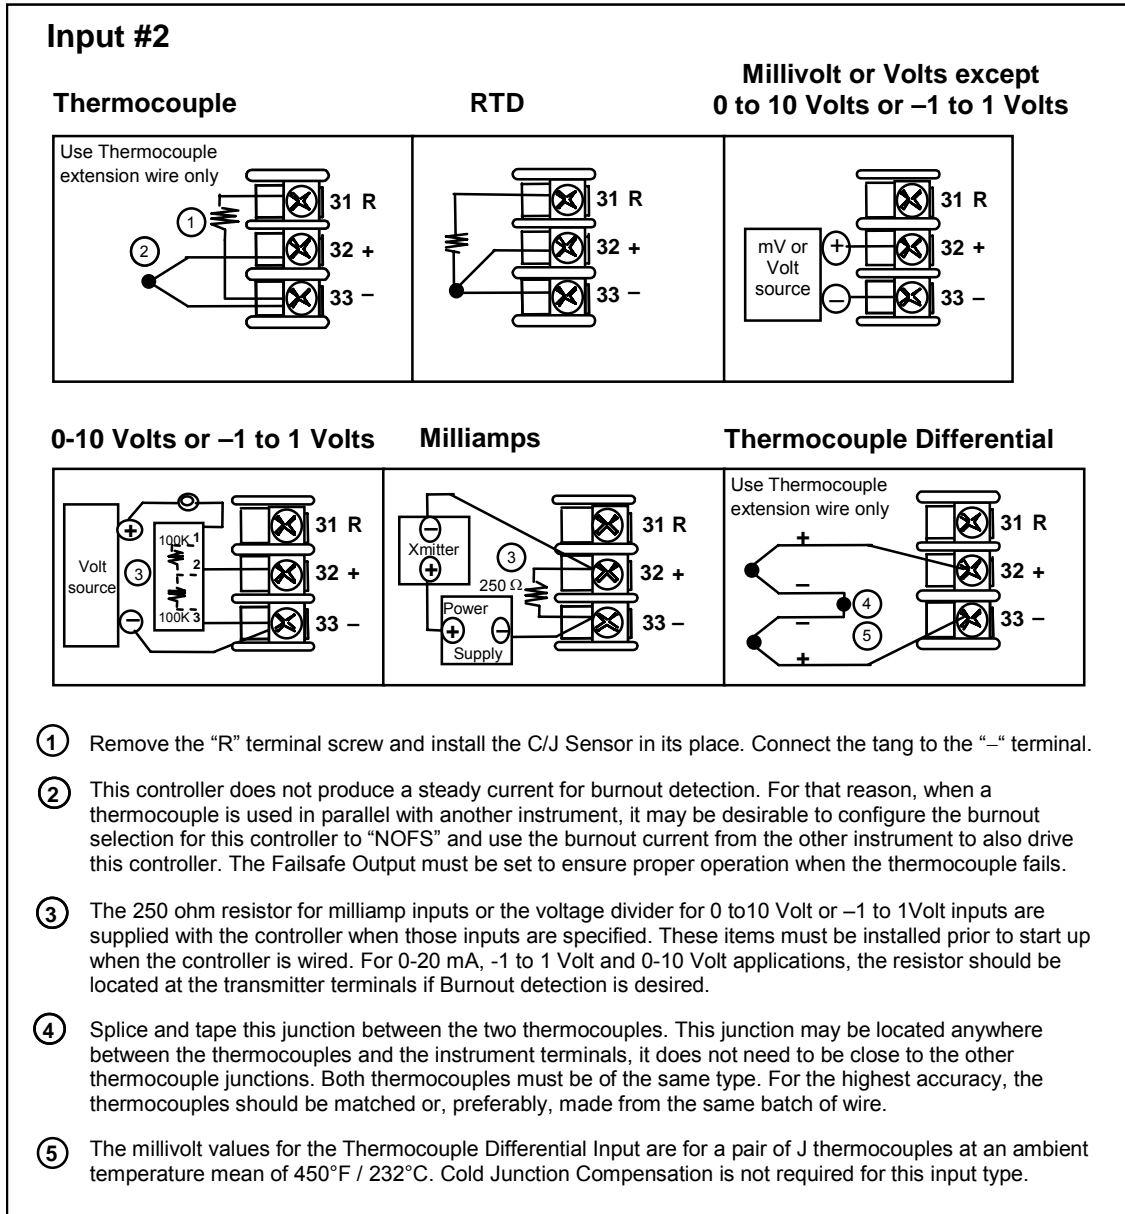 Input #2
Thermocouple
RTD
Millivolt or Volts except
0 to 10 Volts or –1 to 1 Volts
Use Thermocouple
extension wire only
1
2
31 R
32 +
33 –
31 R
32 +
33 –
mV or
Volt
source
+
–
31 R
32 +
33 –
0-10 Volts or –1 to 1 Volts
Milliamps
Thermocouple Differential
Volt
source
+
–
3
100K
1
2
100K
3
31 R
32 +
33 –
–
Xmitter
+
3
250 Ω
Power
+ –
Supply
31 R
32 +
33 –
Use Thermocouple
extension wire only
+
–
–
+
4
5
31 R
32 +
33 –
1 Remove the “R” terminal screw and install the C/J Sensor in its place. Connect the tang to the “–“ terminal.
2 This controller does not produce a steady current for burnout detection. For that reason, when a
thermocouple is used in parallel with another instrument, it may be desirable to configure the burnout
selection for this controller to “NOFS” and use the burnout current from the other instrument to also drive
this controller. The Failsafe Output must be set to ensure proper operation when the thermocouple fails.
3 The 250 ohm resistor for milliamp inputs or the voltage divider for 0 to10 Volt or –1 to 1Volt inputs are
supplied with the controller when those inputs are specified. These items must be installed prior to start up
when the controller is wired. For 0-20 mA, -1 to 1 Volt and 0-10 Volt applications, the resistor should be
located at the transmitter terminals if Burnout detection is desired.
4 Splice and tape this junction between the two thermocouples. This junction may be located anywhere
between the thermocouples and the instrument terminals, it does not need to be close to the other
thermocouple junctions. Both thermocouples must be of the same type. For the highest accuracy, the
thermocouples should be matched or, preferably, made from the same batch of wire.
5 The millivolt values for the Thermocouple Differential Input are for a pair of J thermocouples at an ambient
temperature mean of 450°F / 232°C. Cold Junction Compensation is not required for this input type.